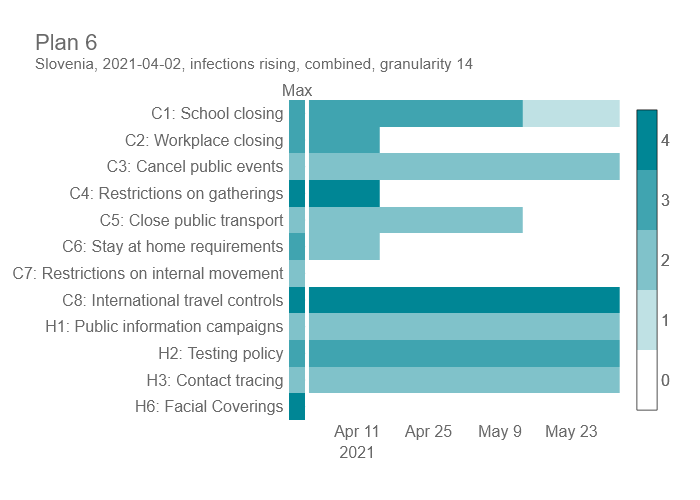 Plan 6
Slovenia, 2021-04-02, infections rising, combined, granularity 14
Max
C1: School closing
C2: Workplace closing
C3: Cancel public events
C4: Restrictions on gatherings
C5: Close public transport
C6: Stay at home requirements
C7: Restrictions on internal movement
C8: International travel controls
H1: Public information campaigns
H2: Testing policy
H3: Contact tracing
H6: Facial Coverings
Apr 11 Apr 25 May 9 May 23
2021
4
3
2
1
0